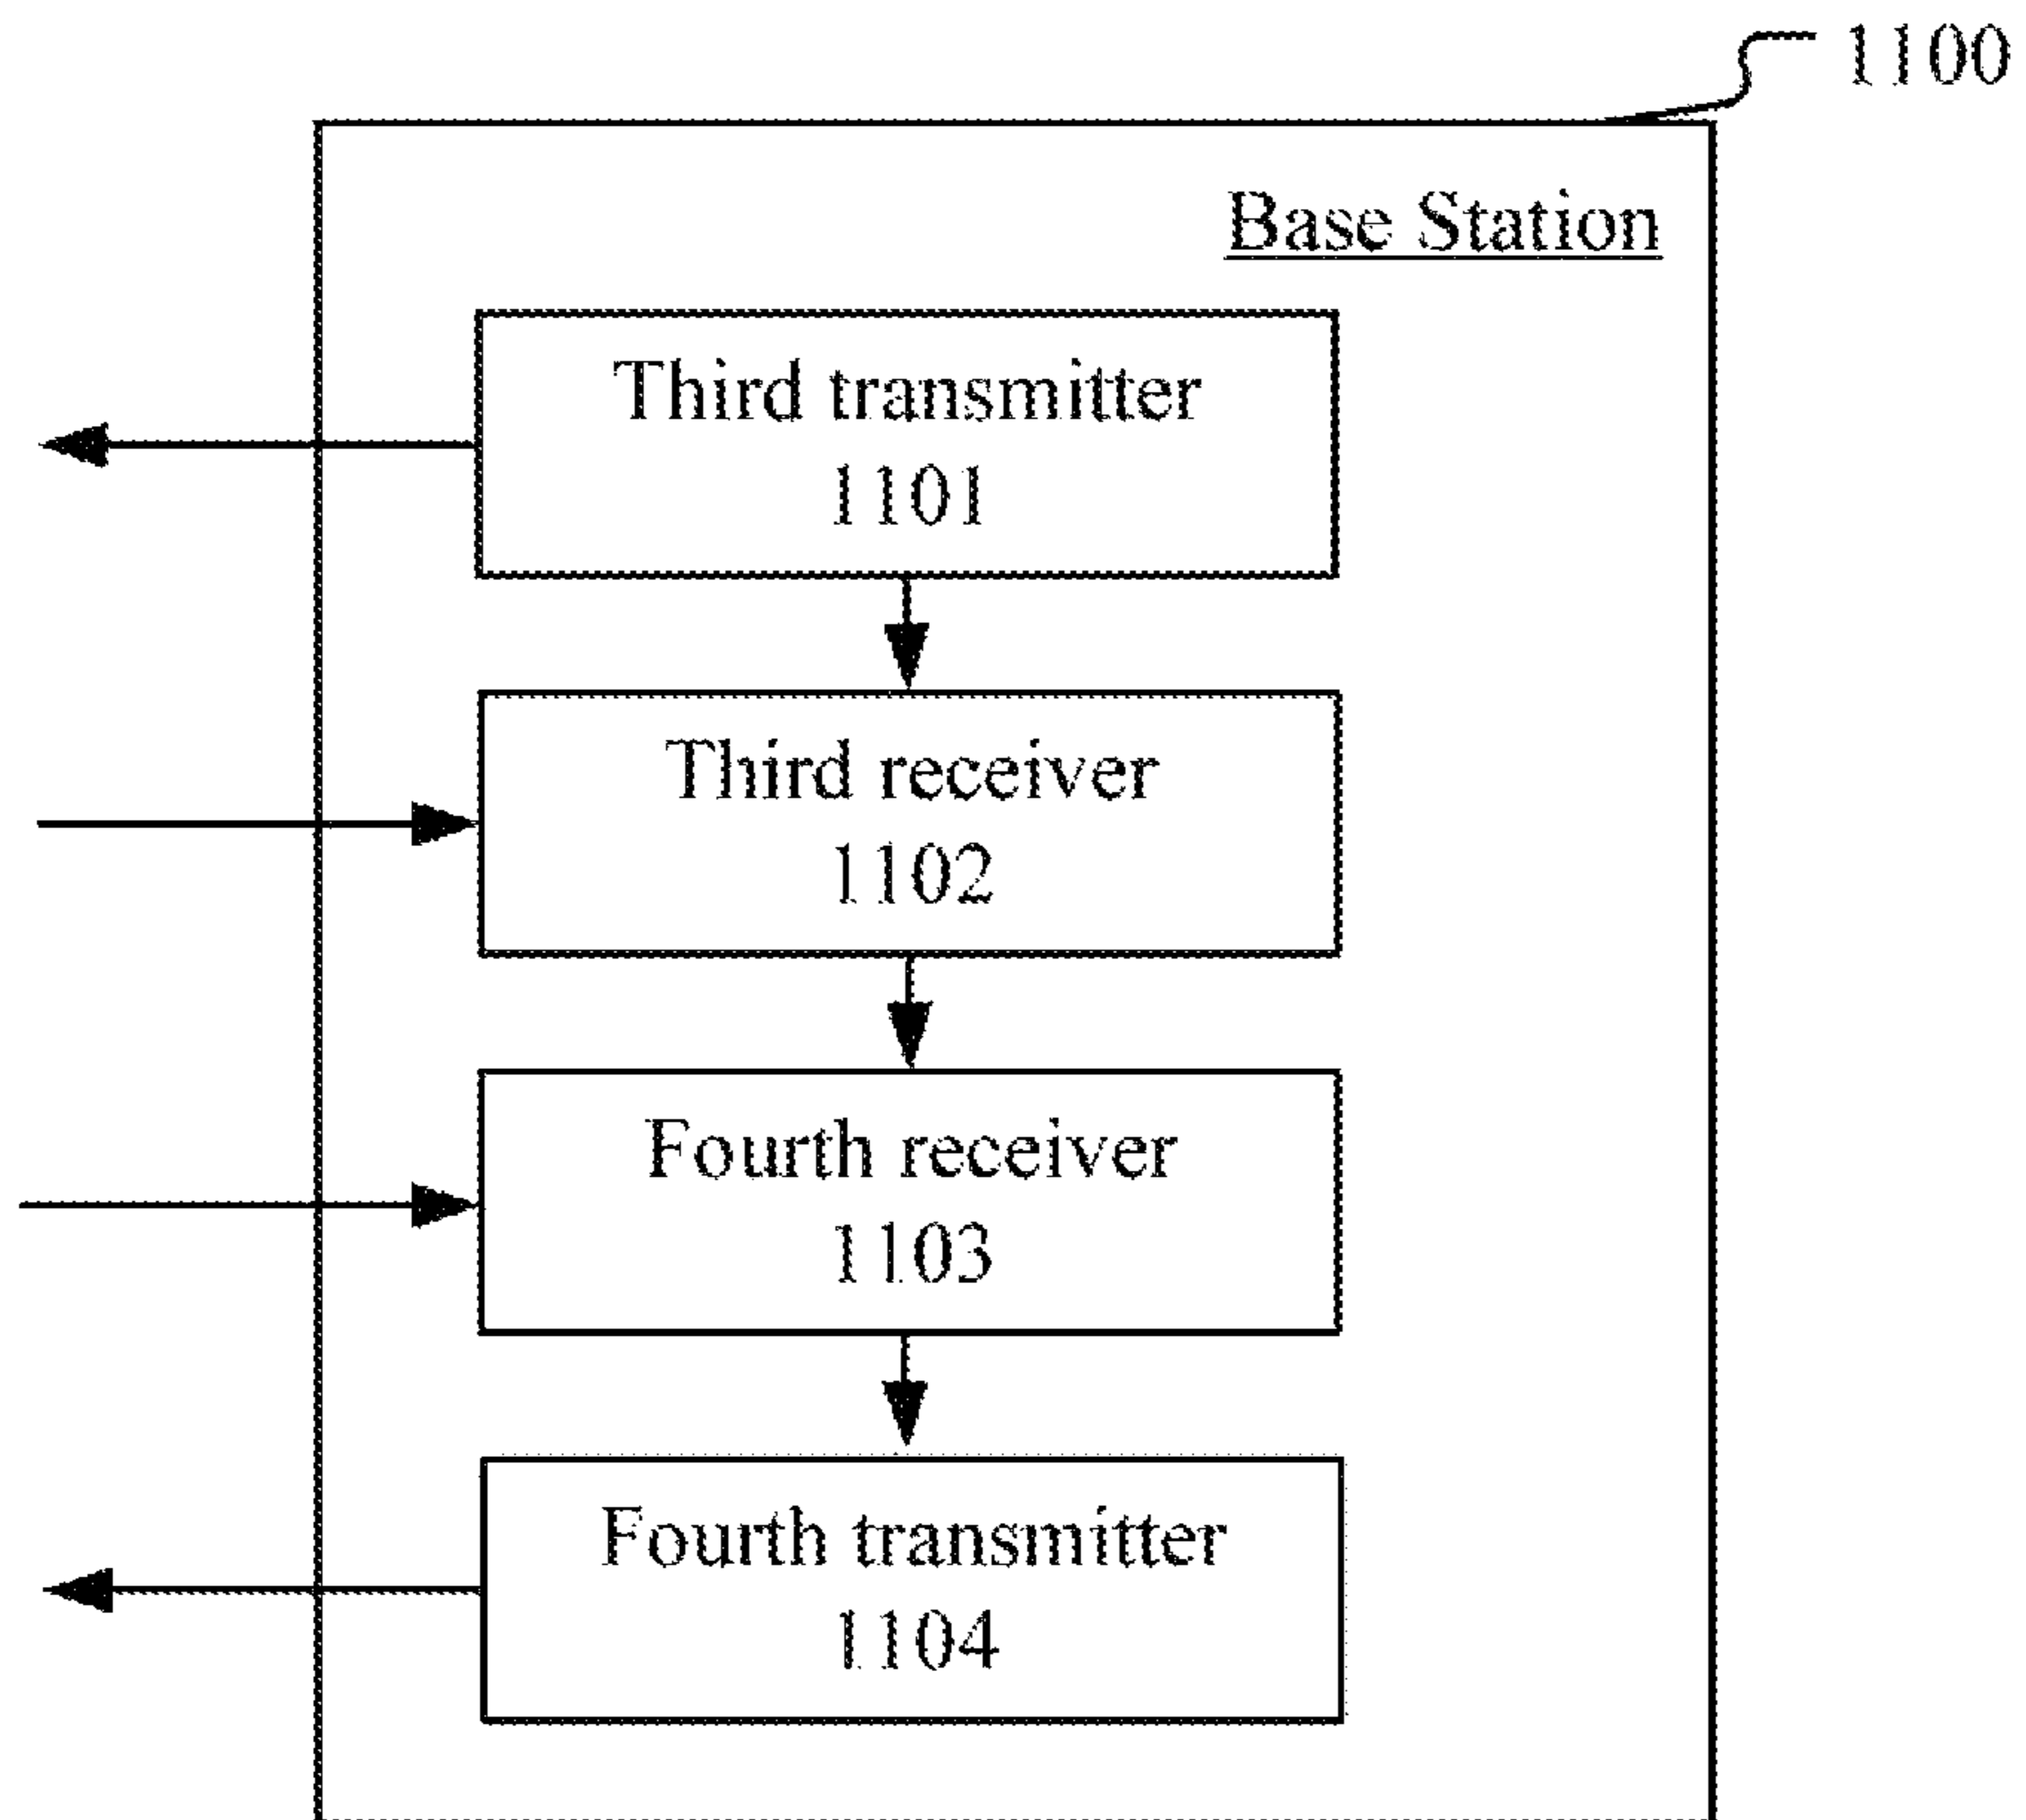 1100
Base Station
Third transmitter
1101
Third receiver
1102
Fourth receiver
1103
Fourth transmitter
1104